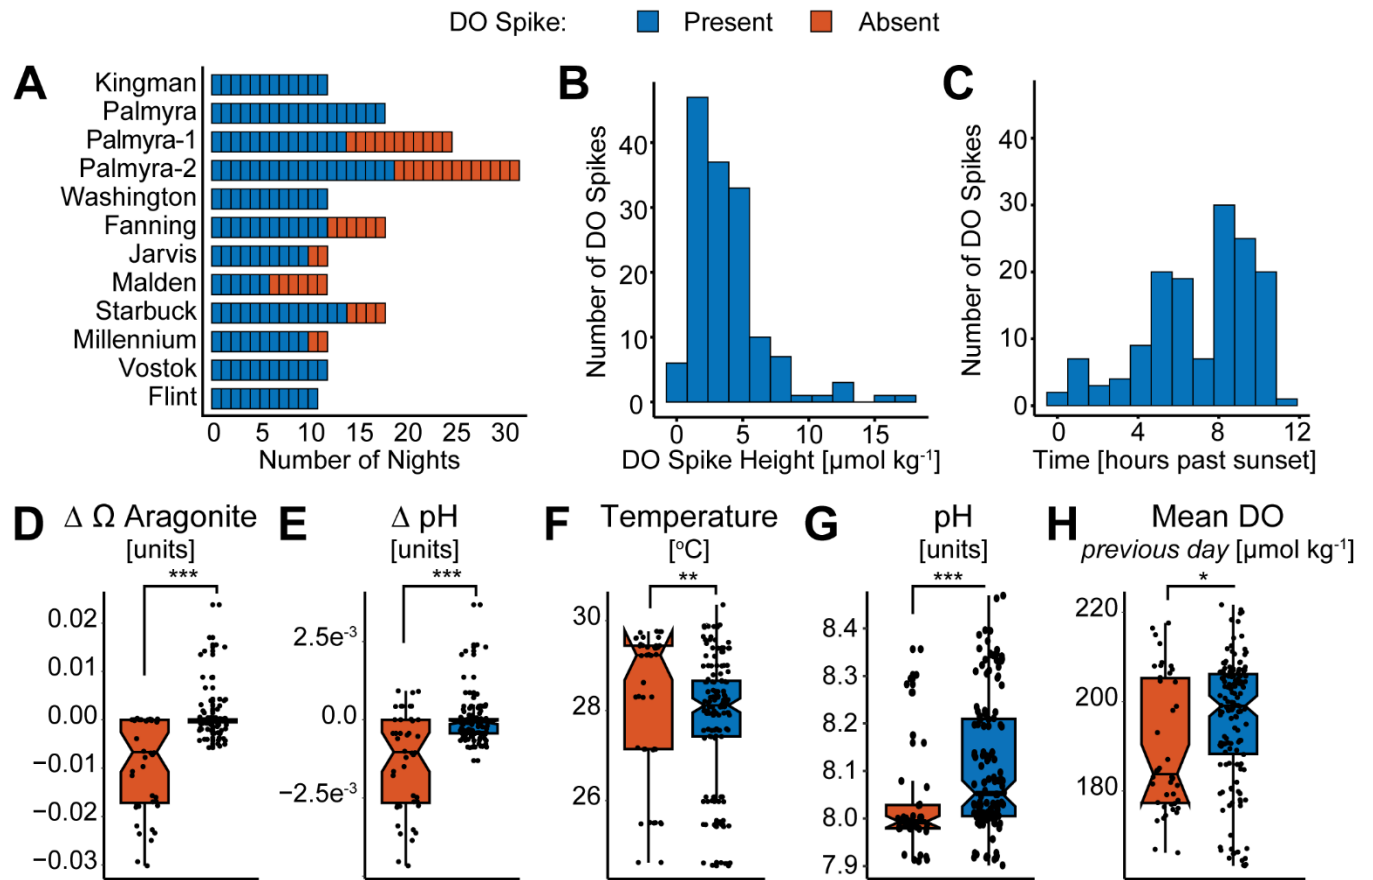 DO Spike: Present Absent
A
Kingman
Palmyra
Palmyra-1
Palmyra-2
Washington
Fanning
Jarvis
Malden
Starbuck
Millennium
Vostok
Flint
0 5 10 15 20 25 30
Number of Nights
B
Number of DO Spikes
40
30
20
10
0
0 5 10 15
DO Spike Height [µmol kg⁻¹]
C
Number of DO Spikes
40
30
20
10
0
0 4 8 12
Time [hours past sunset]
D Δ Ω Aragonite
[units]
***
0.02
0.01
0.00
−0.01
−0.02
−0.03
E Δ pH
[units]
***
2.5e⁻³
0.0
−2.5e⁻³
F Temperature
[°C]
**
30
28
26
G pH
[units]
***
8.4
8.3
8.2
8.1
8.0
7.9
H Mean DO
previous day [µmol kg⁻¹]
*
220
200
180